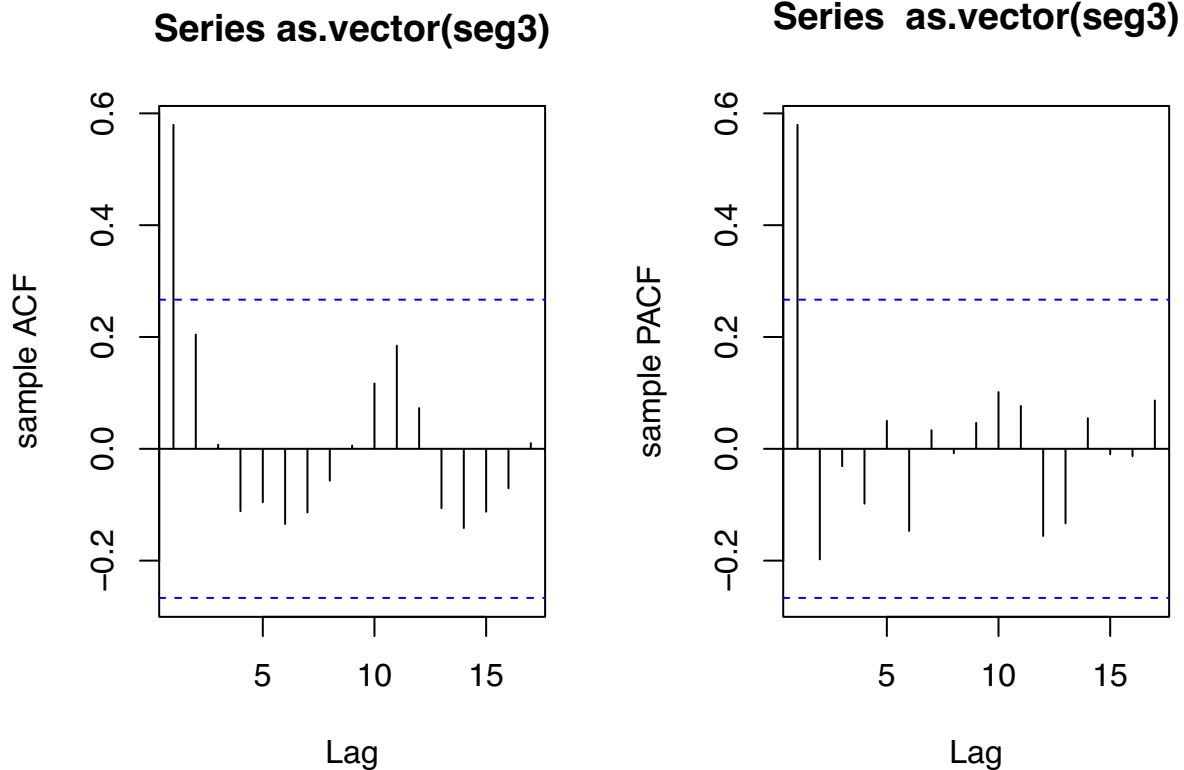 Series as.vector(seg3)
sample ACF
0.6
0.4
0.2
0.0
−0.2
5 10 15
Lag
Series  as.vector(seg3)
sample PACF
0.6
0.4
0.2
0.0
−0.2
5 10 15
Lag